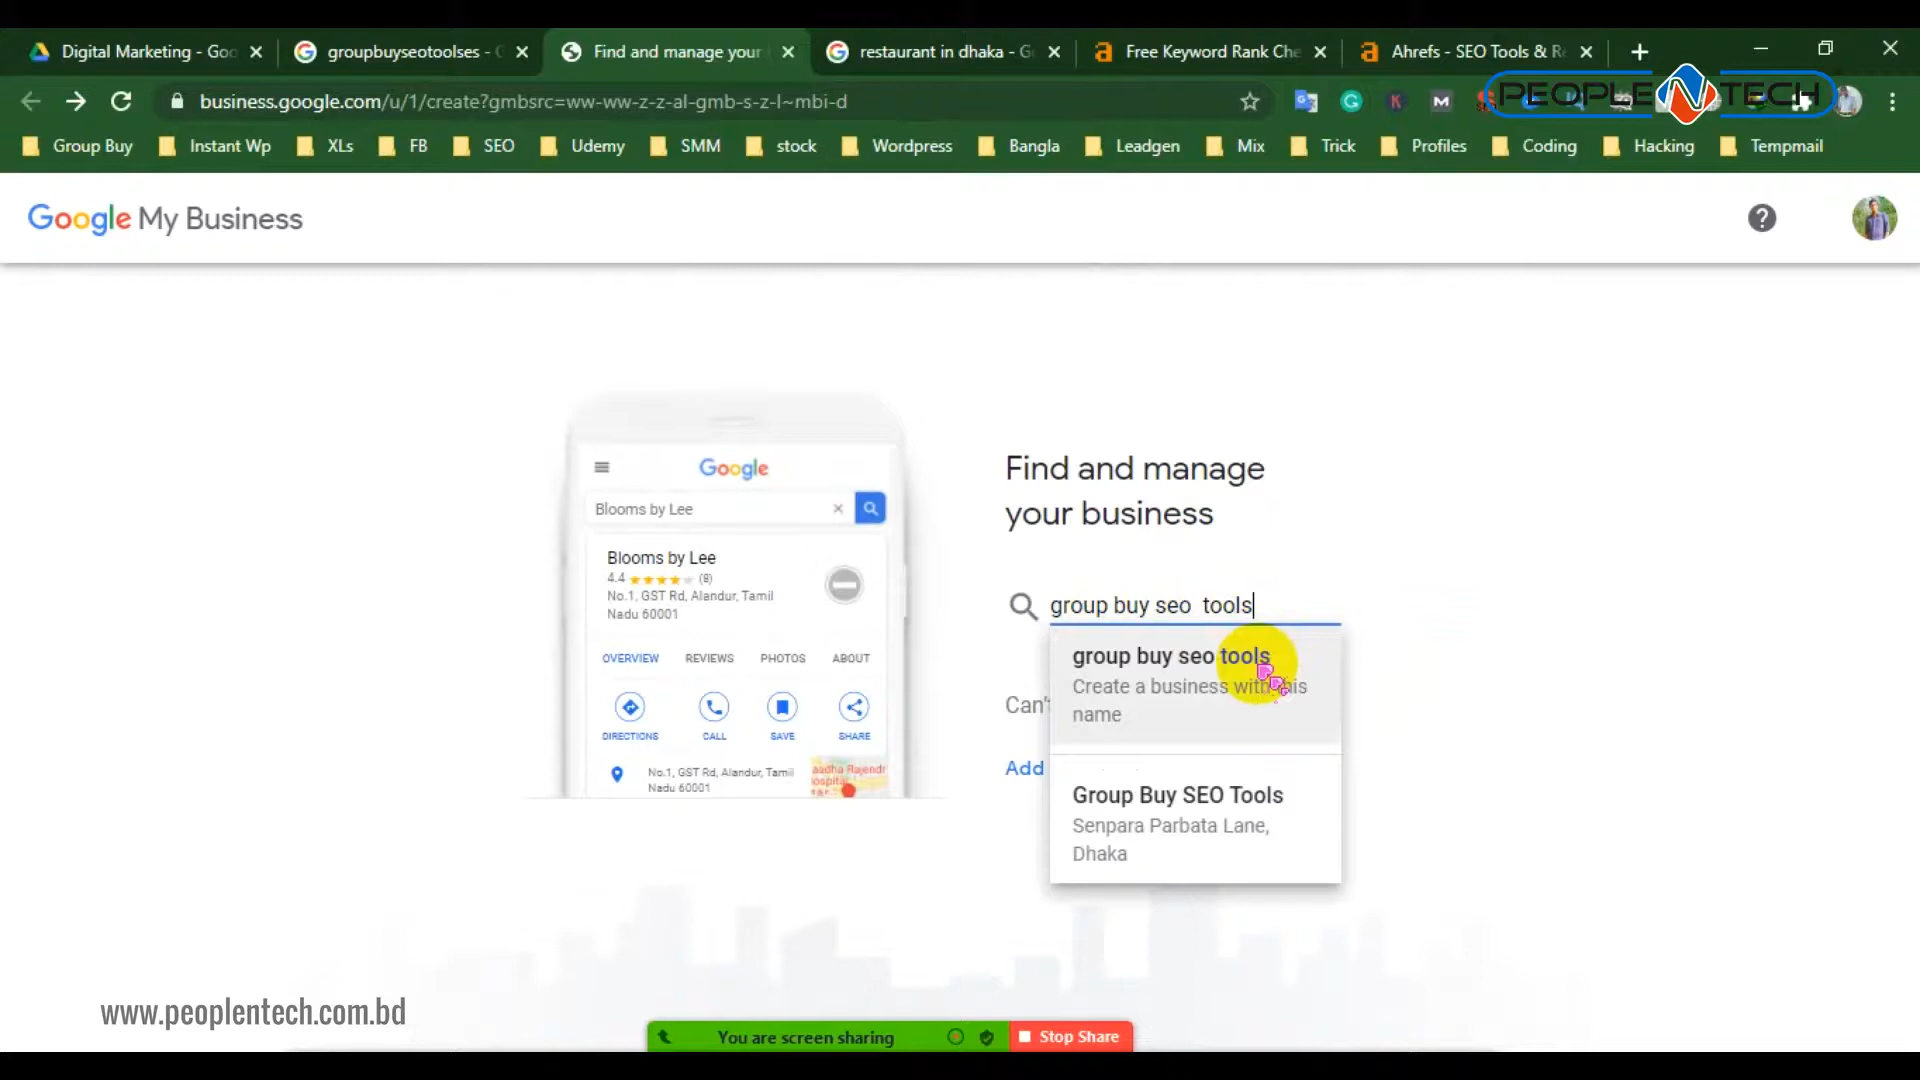 Digital Marketing - Goo
groupbuyseotoolses - G
Find and manage your
restaurant in dhaka - G
Free Keyword Rank Che
Ahrefs - SEO Tools & Re
business.google.com/u/1/create?gmbsrc=ww-ww-z-z-al-gmb-s-z-l~mbi-d
PEOPLE N TECH
Group Buy
Instant Wp
XLs
FB
SEO
Udemy
SMM
stock
Wordpress
Bangla
Leadgen
Mix
Trick
Profiles
Coding
Hacking
Tempmail
Google My Business
Google
Blooms by Lee
Blooms by Lee
4.4 (8)
No.1, GST Rd, Alandur, Tamil
Nadu 60001
OVERVIEW
REVIEWS
PHOTOS
ABOUT
DIRECTIONS
CALL
SAVE
SHARE
No.1, GST Rd, Alandur, Tamil
Nadu 60001
Find and manage
your business
group buy seo  tools
group buy seo tools
Create a business with this
name
Can't
Add
Group Buy SEO Tools
Senpara Parbata Lane,
Dhaka
www.peoplentech.com.bd
You are screen sharing
Stop Share